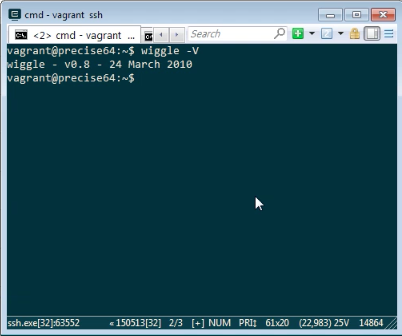 cmd - vagrant ssh
<2> cmd - vagrant ...
Search
vagrant@precise64:~$ wiggle -V
wiggle - v0.8 - 24 March 2010
vagrant@precise64:~$
ssh.exe[32]:63552 « 150513[32] 2/3 [+] NUM PRI‡ 61x20 (22,983) 25V 14864